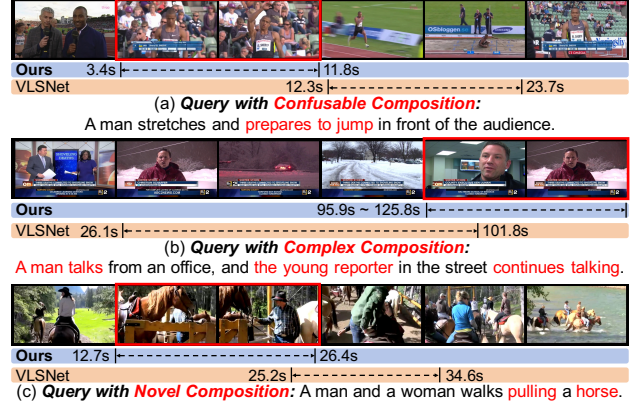 OSbloggen
Ours 3.4s 11.8s
VLSNet 12.3s 23.7s
(a) Query with Confusable Composition:
A man stretches and prepares to jump in front of the audience.
Ours 95.9s ~ 125.8s
VLSNet 26.1s 101.8s
(b) Query with Complex Composition:
A man talks from an office, and the young reporter in the street continues talking.
Ours 12.7s 26.4s
VLSNet 25.2s 34.6s
(c) Query with Novel Composition: A man and a woman walks pulling a horse.